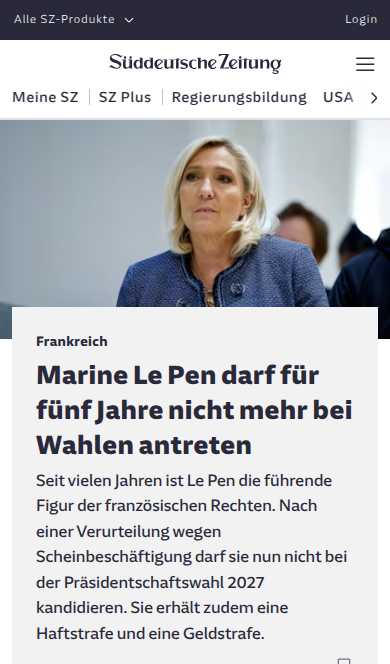 Alle SZ-Produkte
Login
Süddeutsche Zeitung
Meine SZ
SZ Plus
Regierungsbildung
USA
Frankreich
Marine Le Pen darf für
fünf Jahre nicht mehr bei
Wahlen antreten
Seit vielen Jahren ist Le Pen die führende
Figur der französischen Rechten. Nach
einer Verurteilung wegen
Scheinbeschäftigung darf sie nun nicht bei
der Präsidentschaftswahl 2027
kandidieren. Sie erhält zudem eine
Haftstrafe und eine Geldstrafe.